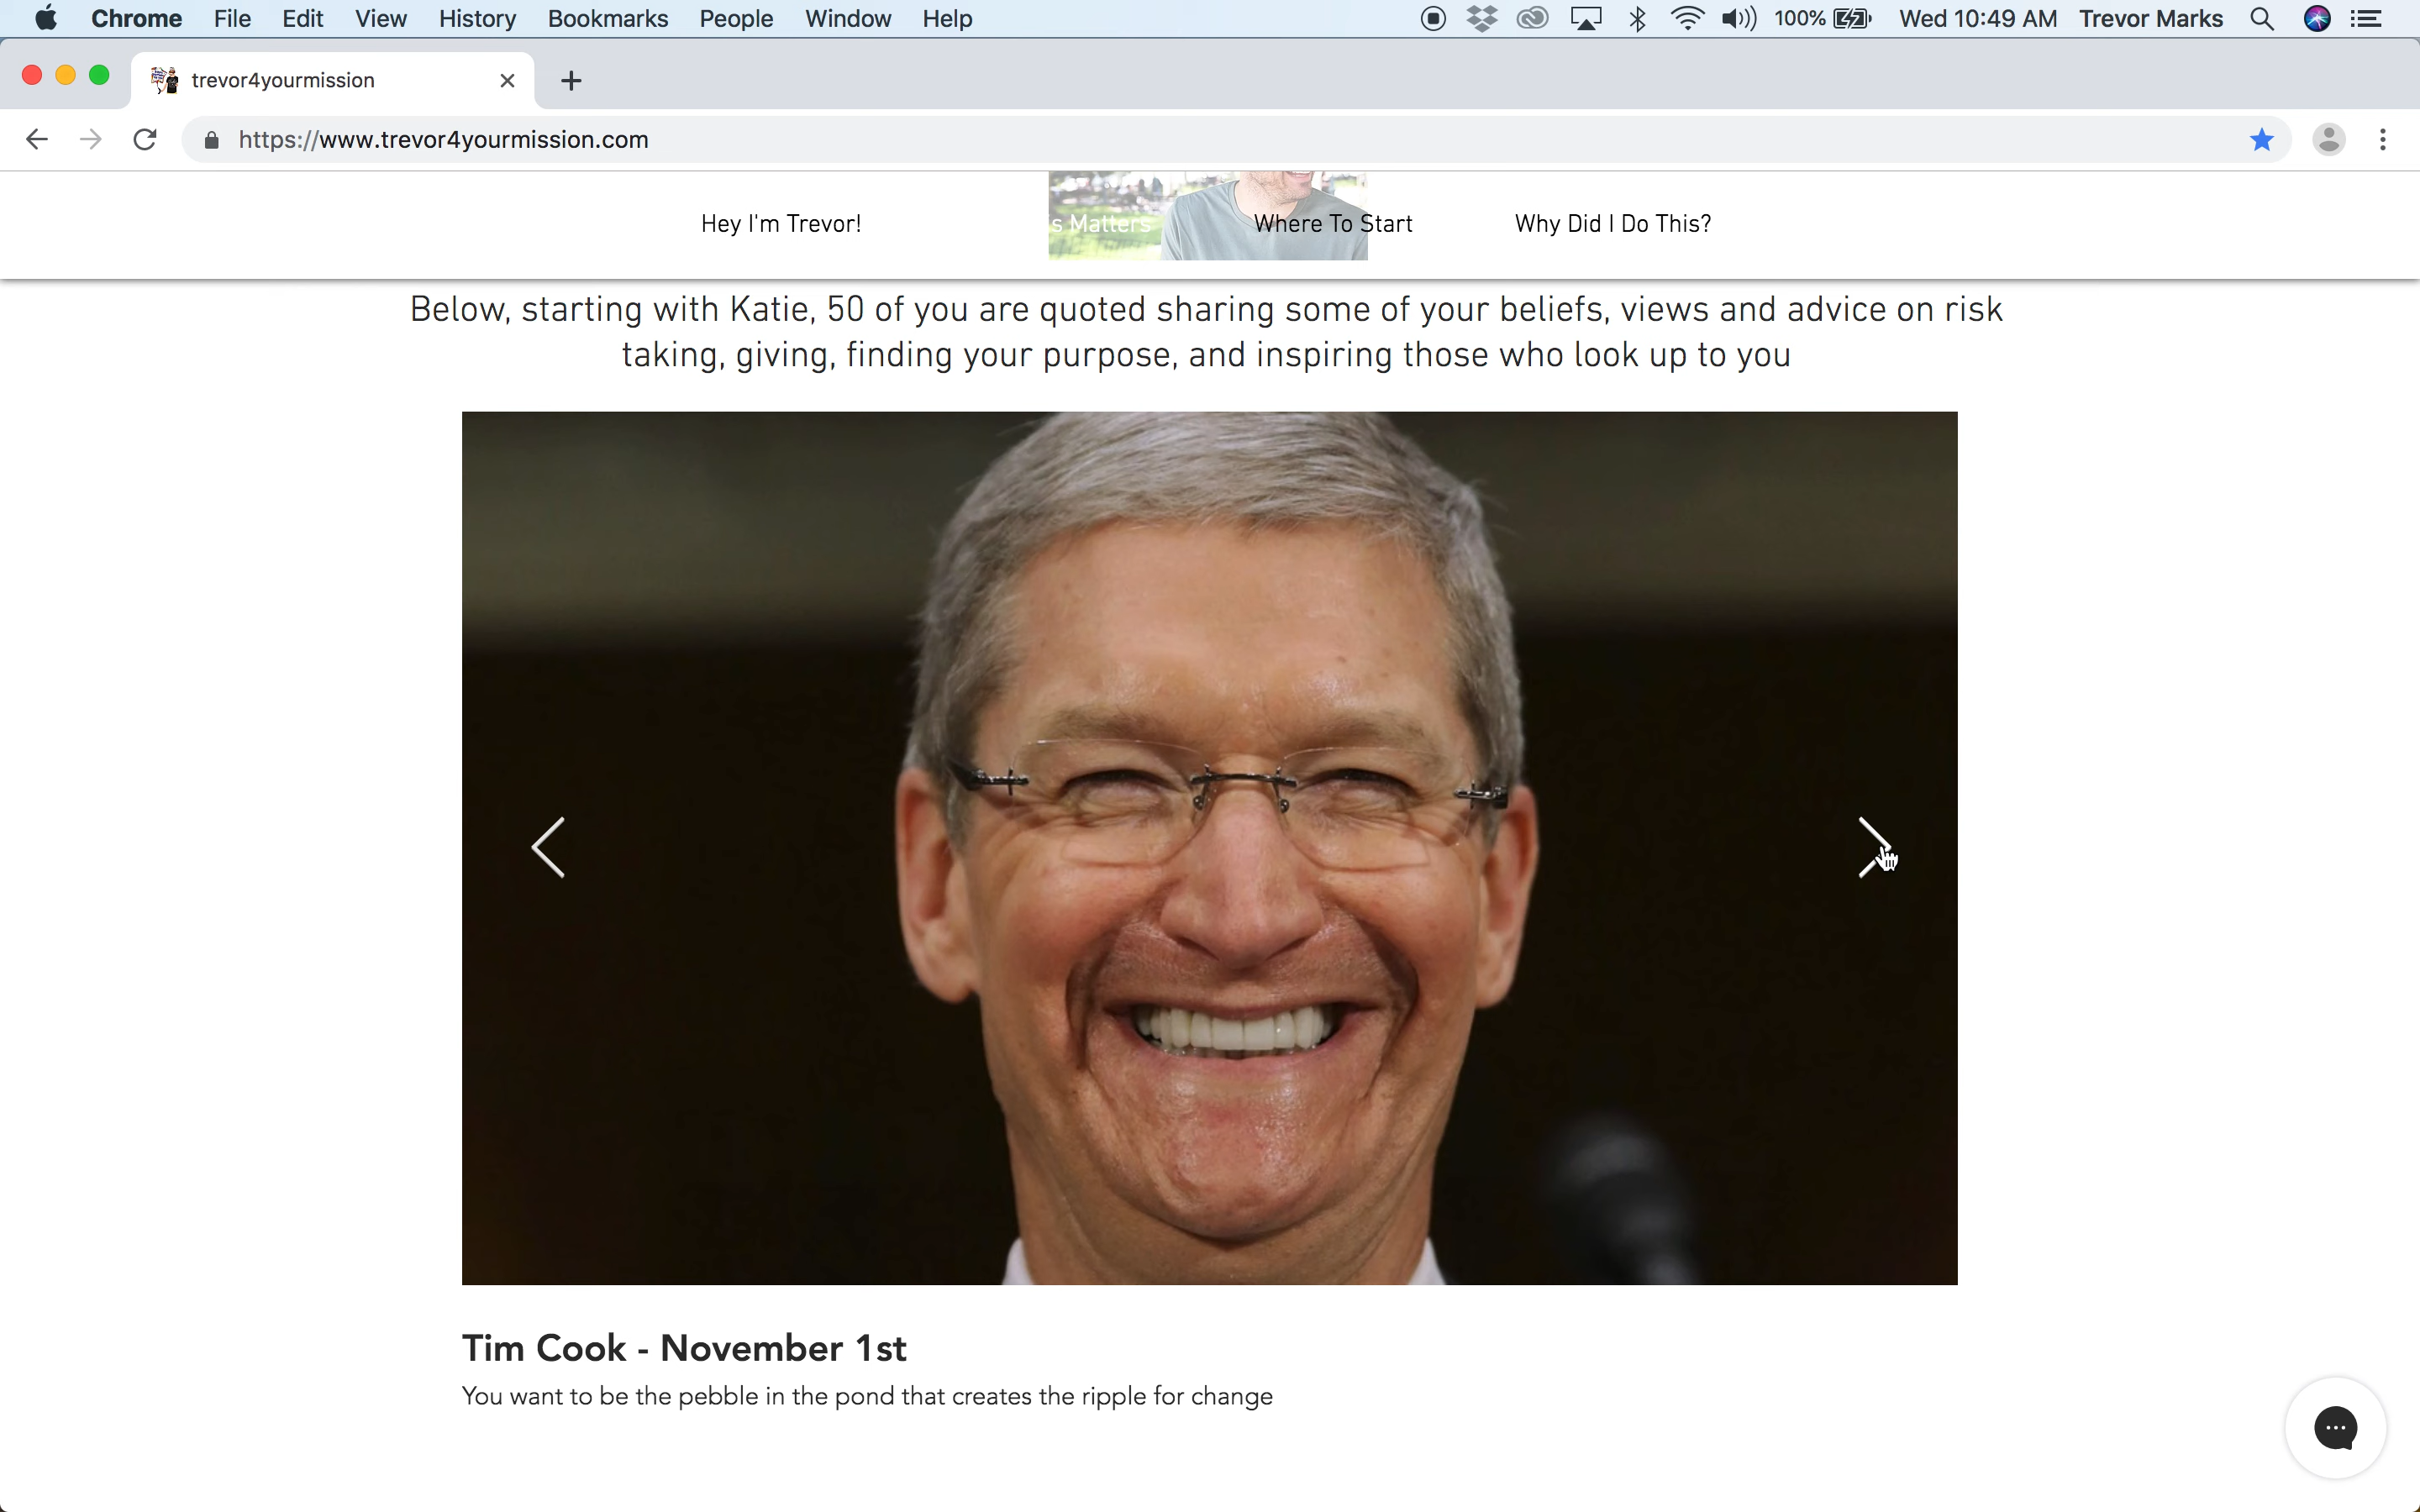 Chrome File Edit View History Bookmarks People Window Help 100% Wed 10:49 AM Trevor Marks
trevor4yourmission
https://www.trevor4yourmission.com
Hey I'm Trevor! s Matters Where To Start Why Did I Do This?
Below, starting with Katie, 50 of you are quoted sharing some of your beliefs, views and advice on risk
taking, giving, finding your purpose, and inspiring those who look up to you
Tim Cook - November 1st
You want to be the pebble in the pond that creates the ripple for change